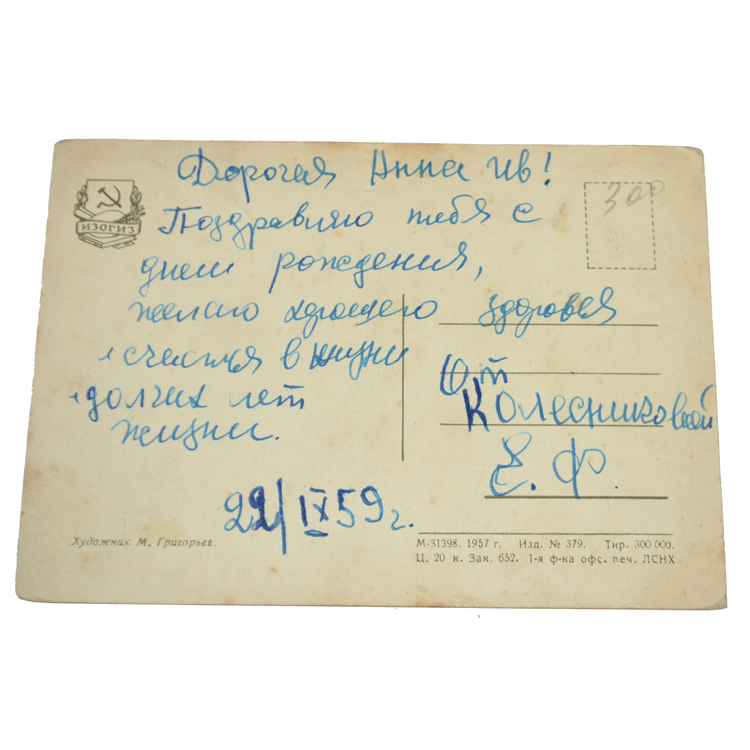 Дорогая Анна Ив!
Поздравляю тебя с
днем рождения,
желаю хорошего здоровья
счастья в жизни
долгих лет
жизни.
22/IX 59 г.
300
ИЗОГИЗ
От
Колесниковой
Е. Ф.
Художник М. Григорьев.
М-31398. 1957 г. Изд. № 379. Тир. 300 000.
Ц. 20 к. Зак. 652. 1-я ф-ка офс. печ. ЛСНХ